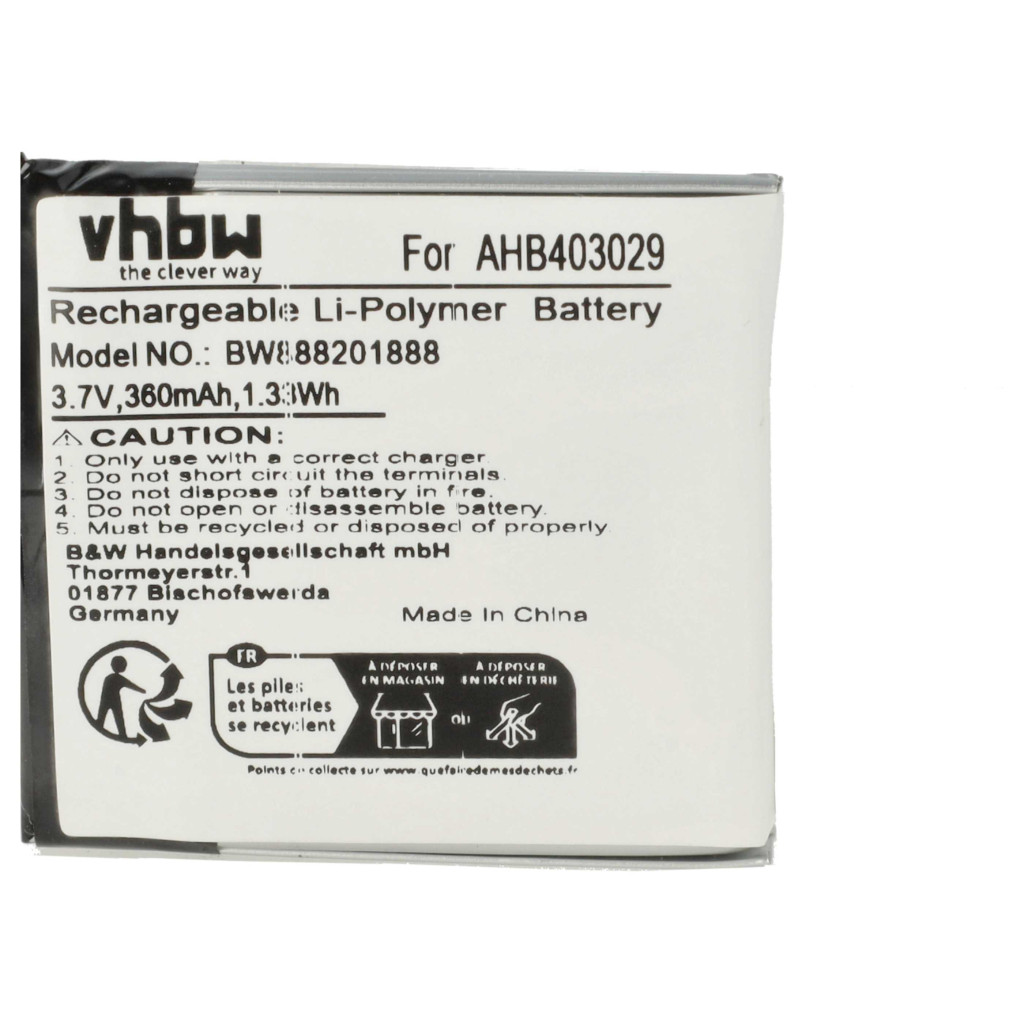 vhbw
the clever way
For AHB403029
Rechargeable Li-Polymer Battery
Model NO.: BW888201888
3.7V,360mAh,1.33Wh
⚠ CAUTION:
1. Only use with a correct charger.
2. Do not short circuit the terminals.
3. Do not dispose of battery in fire.
4. Do not open or disassemble battery.
5. Must be recycled or disposed of properly.
B&W Handelsgesellschaft mbH
Thormeyerstr.1
01877 Bischofswerda
Germany
Made In China
FR
Les piles
et batteries
se recyclent
À DÉPOSER
EN MAGASIN
ou
À DÉPOSER
EN DÉCHÈTERIE
Points de collecte sur www.quefairedemesdechets.fr